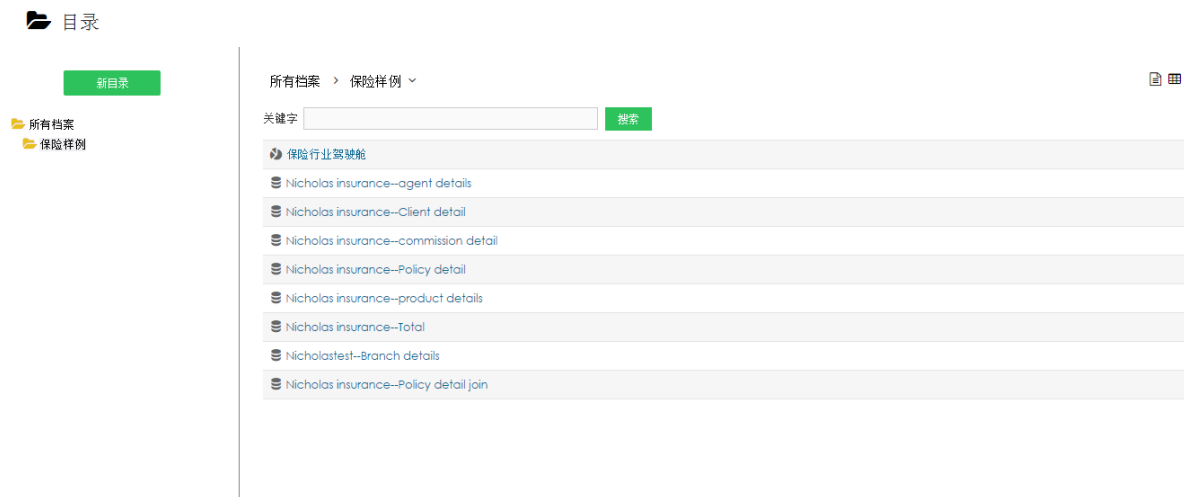 目录
新目录
所有档案
保险样例
所有档案 > 保险样例
关键字 搜索
保险行业驾驶舱
Nicholas insurance--agent details
Nicholas insurance--Client detail
Nicholas insurance--commission detail
Nicholas insurance--Policy detail
Nicholas insurance--product details
Nicholas insurance--Total
Nicholastest--Branch details
Nicholas insurance--Policy detail join